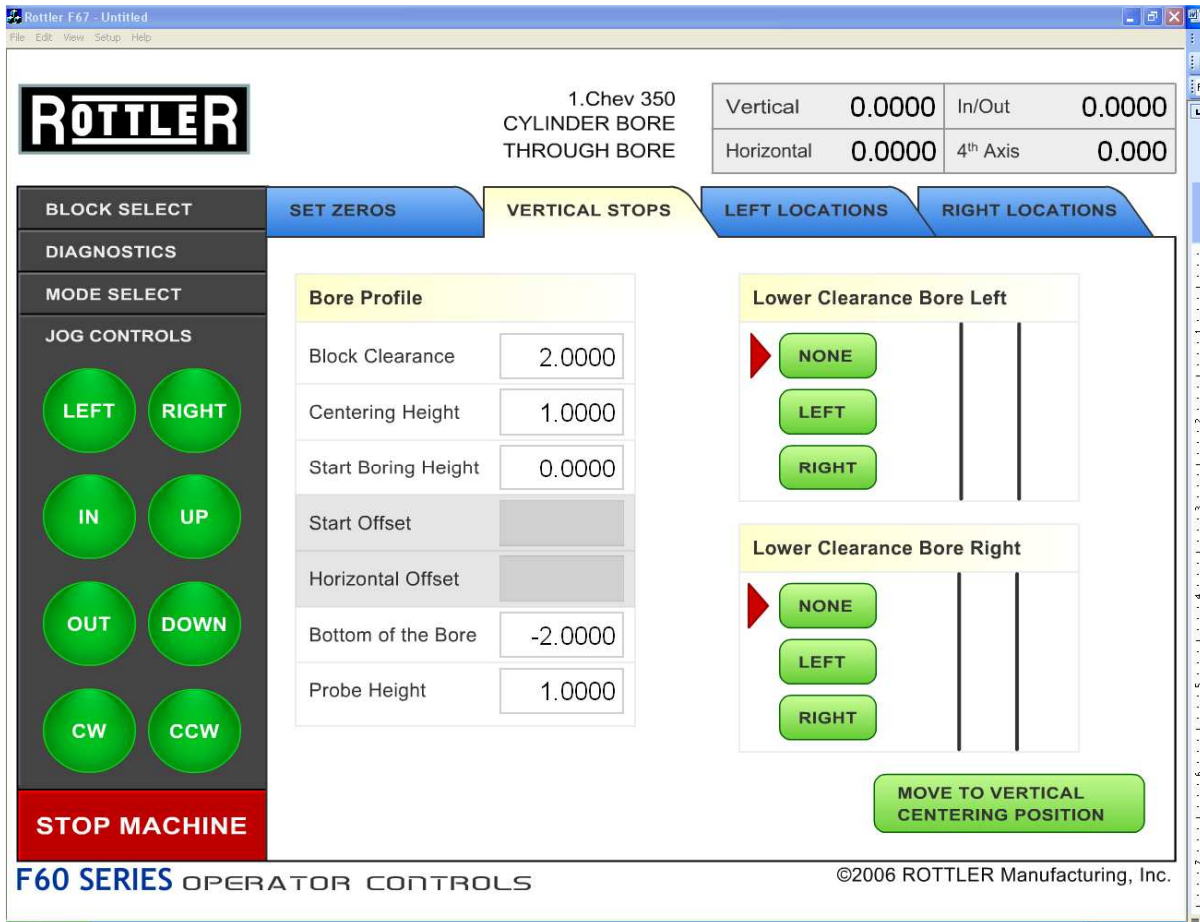 Rottler F67 - Untitled
File Edit View Setup Help
ROTTLER
1.Chev 350
CYLINDER BORE
THROUGH BORE
Vertical 0.0000 In/Out 0.0000
Horizontal 0.0000 4th Axis 0.000
BLOCK SELECT
DIAGNOSTICS
MODE SELECT
JOG CONTROLS
LEFT RIGHT
IN UP
OUT DOWN
CW CCW
STOP MACHINE
SET ZEROS VERTICAL STOPS LEFT LOCATIONS RIGHT LOCATIONS
Bore Profile
Block Clearance 2.0000
Centering Height 1.0000
Start Boring Height 0.0000
Start Offset
Horizontal Offset
Bottom of the Bore -2.0000
Probe Height 1.0000
Lower Clearance Bore Left
NONE
LEFT
RIGHT
Lower Clearance Bore Right
NONE
LEFT
RIGHT
MOVE TO VERTICAL
CENTERING POSITION
F60 SERIES OPERATOR CONTROLS
©2006 ROTTLER Manufacturing, Inc.